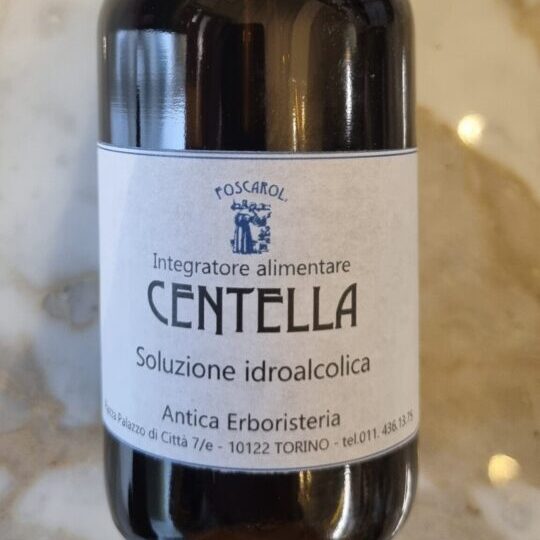 FOSCAROL
Integratore alimentare
CENTELLA
Soluzione idroalcolica
Antica Erboristeria
Piazza Palazzo di Città 7/e - 10122 TORINO - tel.011. 436.13.75